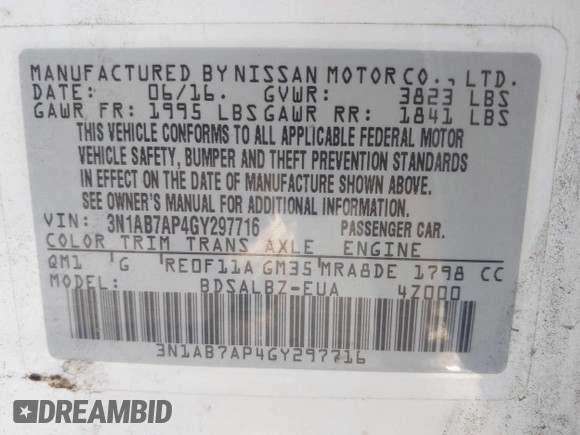 MANUFACTURED BY NISSAN MOTOR CO., LTD.
DATE: 06/16. GVWR: 3823 LBS
GAWR FR: 1995 LBS GAWR RR: 1841 LBS
THIS VEHICLE CONFORMS TO ALL APPLICABLE FEDERAL MOTOR
VEHICLE SAFETY, BUMPER AND THEFT PREVENTION STANDARDS
IN EFFECT ON THE DATE OF MANUFACTURE SHOWN ABOVE.
SEE OWNER'S MANUAL FOR ADDITIONAL INFORMATION
VIN: 3N1AB7AP4GY297716 PASSENGER CAR.
COLOR TRIM TRANS AXLE ENGINE
QM1 G RE0F11A GM35 MRA8DE 1798 CC
MODEL: BDSALBZ-EUA 4Z000
3N1AB7AP4GY297716
DREAMBID